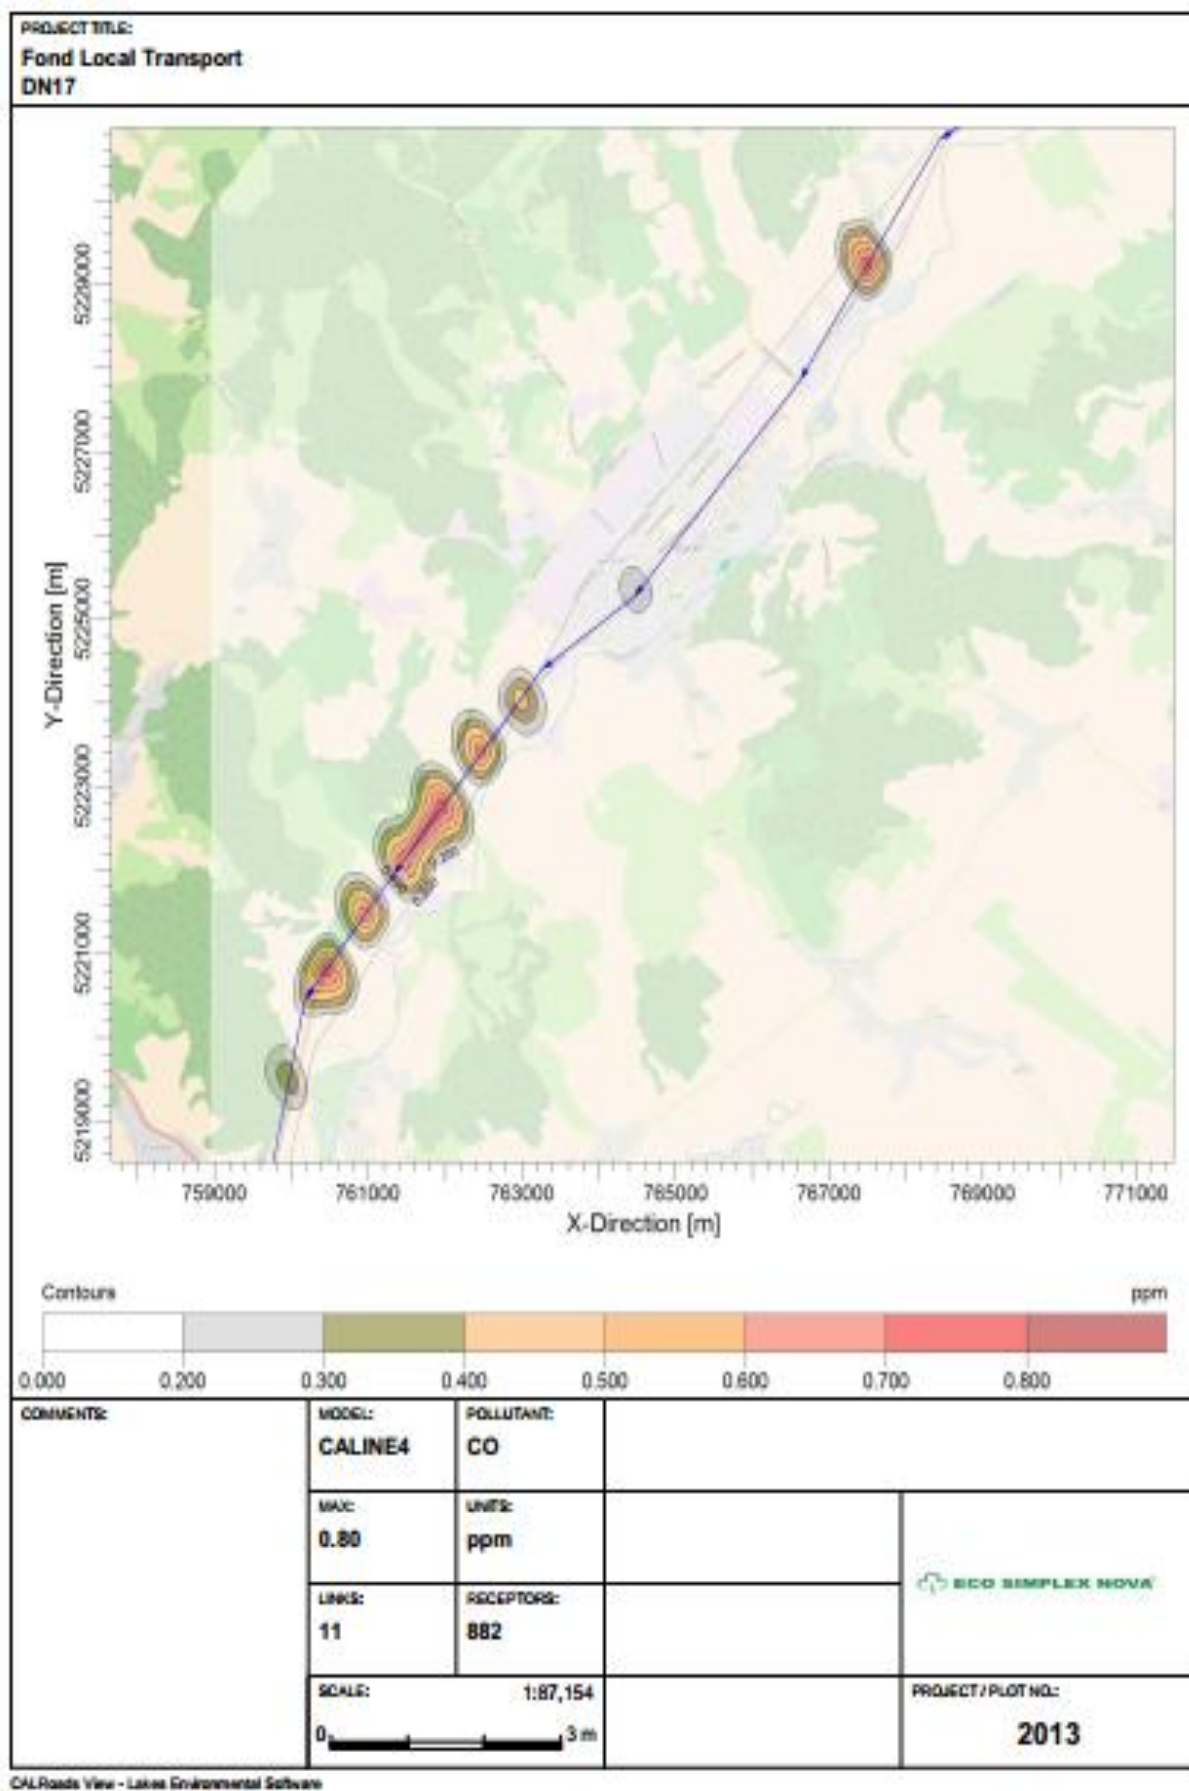 PROJECT TITLE:
Fond Local Transport
DN17
Y-Direction [m]
5229000
5227000
5225000
5223000
5221000
5219000
759000 761000 763000 765000 767000 769000 771000
X-Direction [m]
Contours ppm
0.000 0.200 0.300 0.400 0.500 0.600 0.700 0.800
COMMENTS:
MODEL:
CALINE4
POLLUTANT:
CO
MAX:
0.80
UNITS:
ppm
LINKS:
11
RECEPTORS:
882
ECO SIMPLEX NOVA
SCALE: 1:87,154
0 3 m
PROJECT / PLOT NO.:
2013
CALRoads View - Lakes Environmental Software